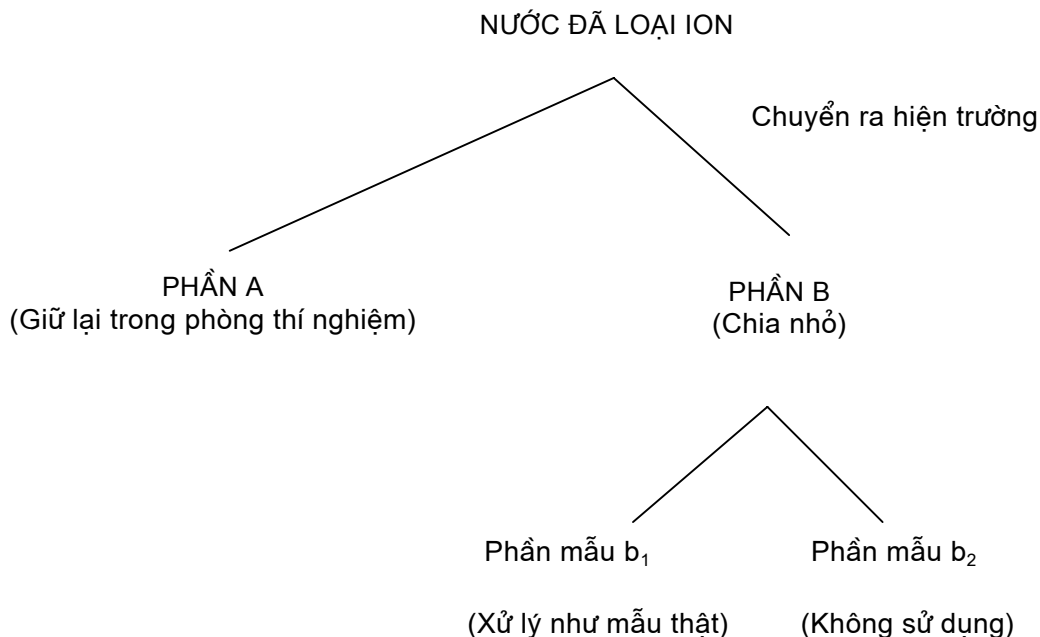 NƯỚC ĐÃ LOẠI ION
Chuyển ra hiện trường
PHẦN A
(Giữ lại trong phòng thí nghiệm)
PHẦN B
(Chia nhỏ)
Phần mẫu b₁
Phần mẫu b₂
(Xử lý như mẫu thật)
(Không sử dụng)